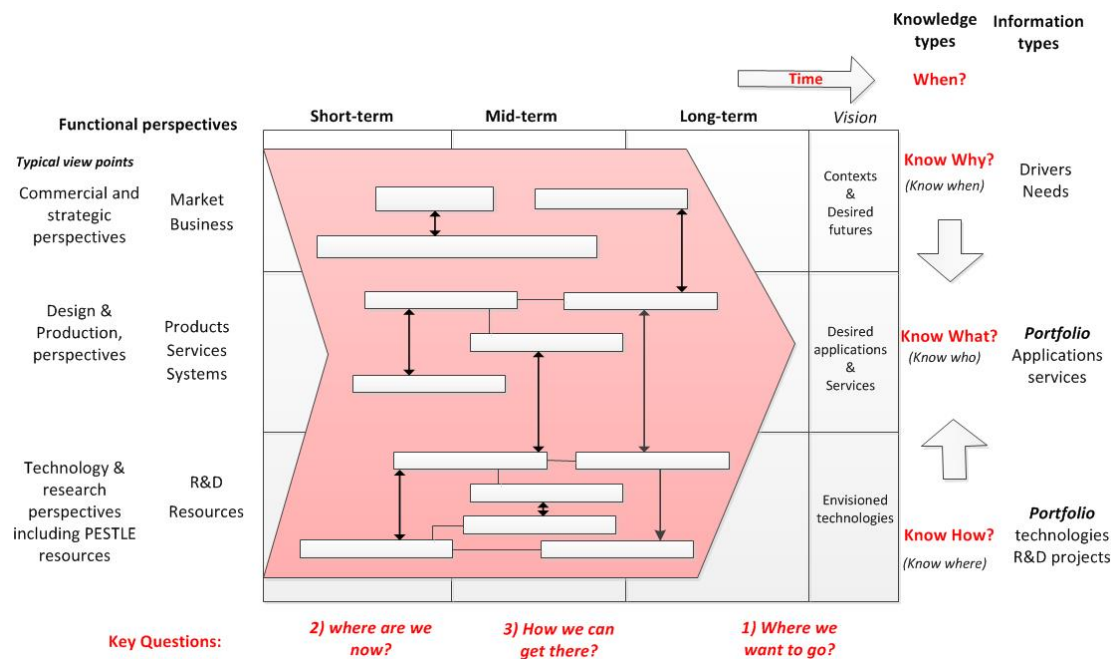 Knowledge types
Information types
Time
When?
Functional perspectives
Short-term
Mid-term
Long-term
Vision
Typical view points
Commercial and
strategic
perspectives
Market
Business
Contexts
&
Desired
futures
Know Why?
(Know when)
Drivers
Needs
Design &
Production,
perspectives
Products
Services
Systems
Desired
applications
&
Services
Know What?
(Know who)
Portfolio
Applications
services
Technology &
research
perspectives
including PESTLE
resources
R&D
Resources
Envisioned
technologies
Know How?
(Know where)
Portfolio
technologies
R&D projects
Key Questions:
2) where are we
now?
3) How we can
get there?
1) Where we
want to go?